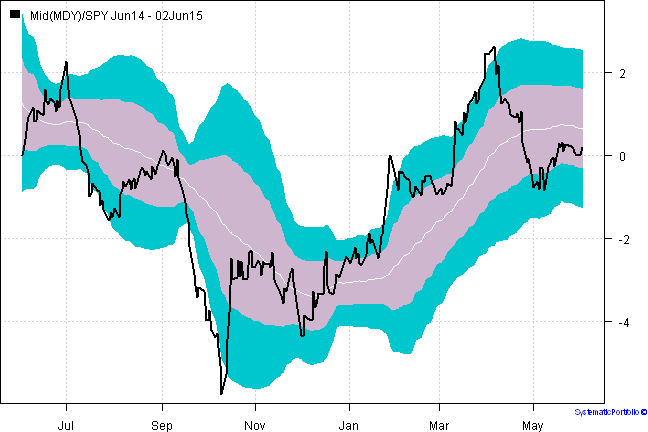 Mid(MDY)/SPY Jun14 - 02Jun15
2
0
-2
-4
SystematicPortfolio ©
Jul Sep Nov Jan Mar May